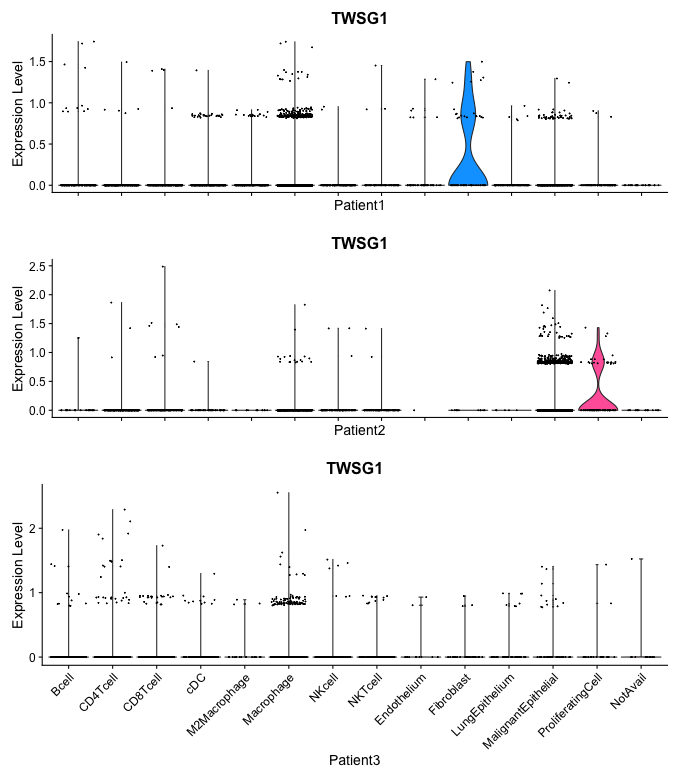 TWSG1
Expression Level
1.5
1.0
0.5
0.0
Patient1
TWSG1
Expression Level
2.5
2.0
1.5
1.0
0.5
0.0
Patient2
TWSG1
Expression Level
2
1
0
Bcell
CD4Tcell
CD8Tcell
cDC
M2Macrophage
Macrophage
NKcell
NKTcell
Endothelium
Fibroblast
LungEpithelium
MalignantEpithelial
ProliferatingCell
NotAvail
Patient3